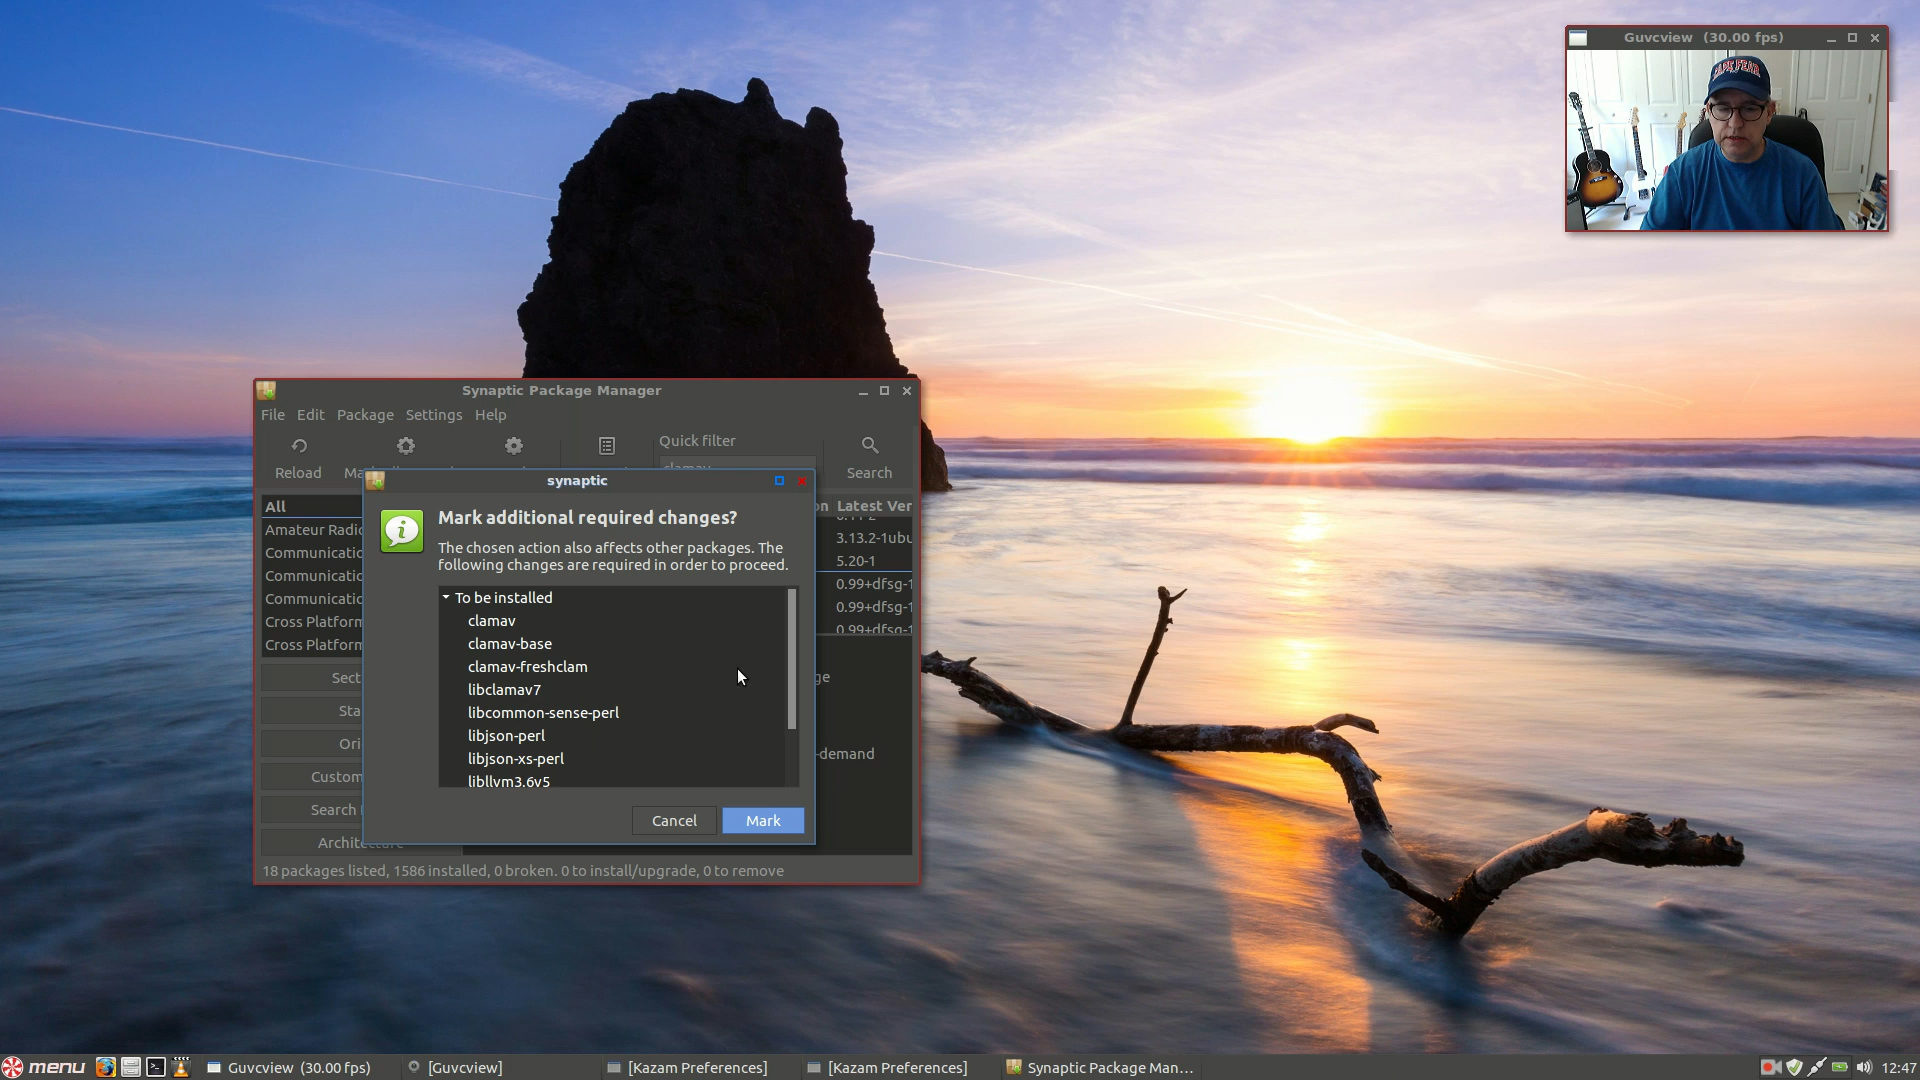 Guvcview (30.00 fps)
Synaptic Package Manager
File Edit Package Settings Help
Quick filter
Reload
Search
synaptic
All
Latest Ver
Mark additional required changes?
Amateur Radio
3.13.2-1ubu
The chosen action also affects other packages. The
following changes are required in order to proceed.
Communicatic
5.20-1
Communicatic
0.99+dfsg-1
Communicatic
0.99+dfsg-1
Cross Platform
0.99+dfsg-1
Cross Platform
To be installed
clamav
clamav-base
clamav-freshclam
libclamav7
libcommon-sense-perl
libjson-perl
libjson-xs-perl
libllvm3.6v5
Sect
Sta
Ori
Custom
Search
-demand
Cancel Mark
18 packages listed, 1586 installed, 0 broken. 0 to install/upgrade, 0 to remove
menu
Guvcview (30.00 fps)
[Guvcview]
[Kazam Preferences]
[Kazam Preferences]
Synaptic Package Man...
12:47